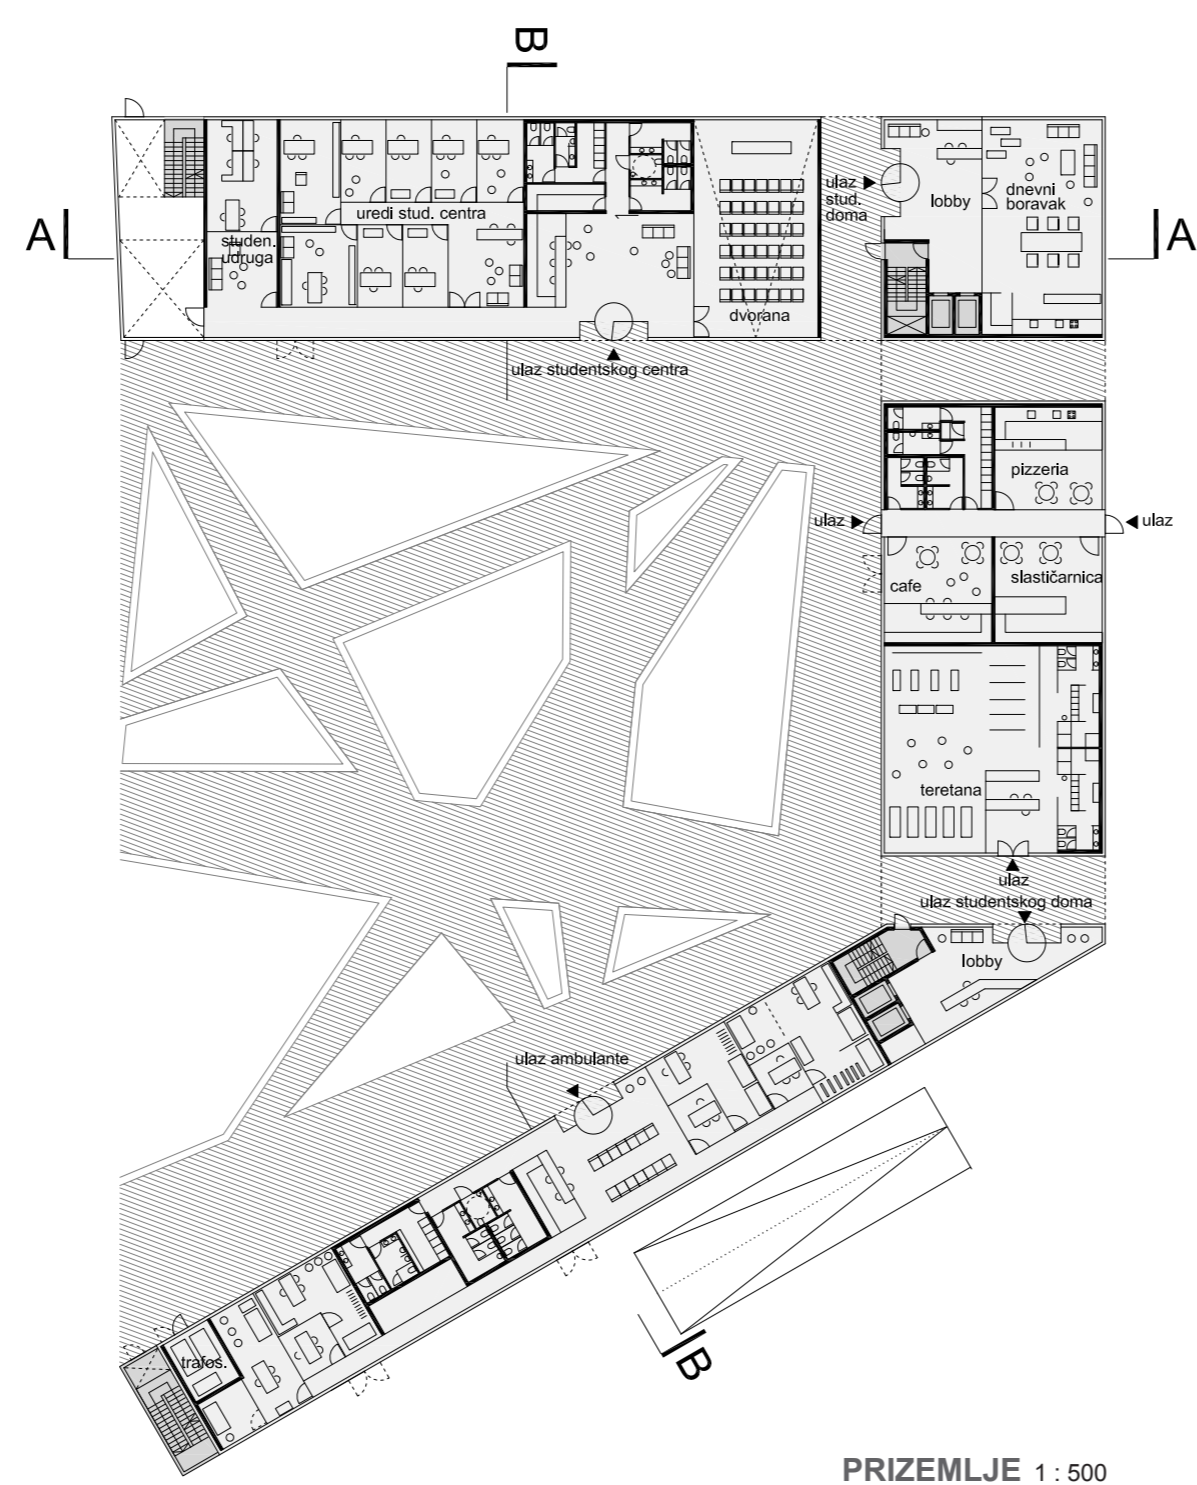 B
A
A
uredi stud. centra
studen.
udruga
dvorana
ulaz
stud.
doma
lobby
dnevni
boravak
ulaz studentskog centra
pizzeria
ulaz
ulaz
cafe
slastičarnica
teretana
ulaz
ulaz studentskog doma
lobby
ulaz ambulante
trafos.
B
PRIZEMLJE 1 : 500